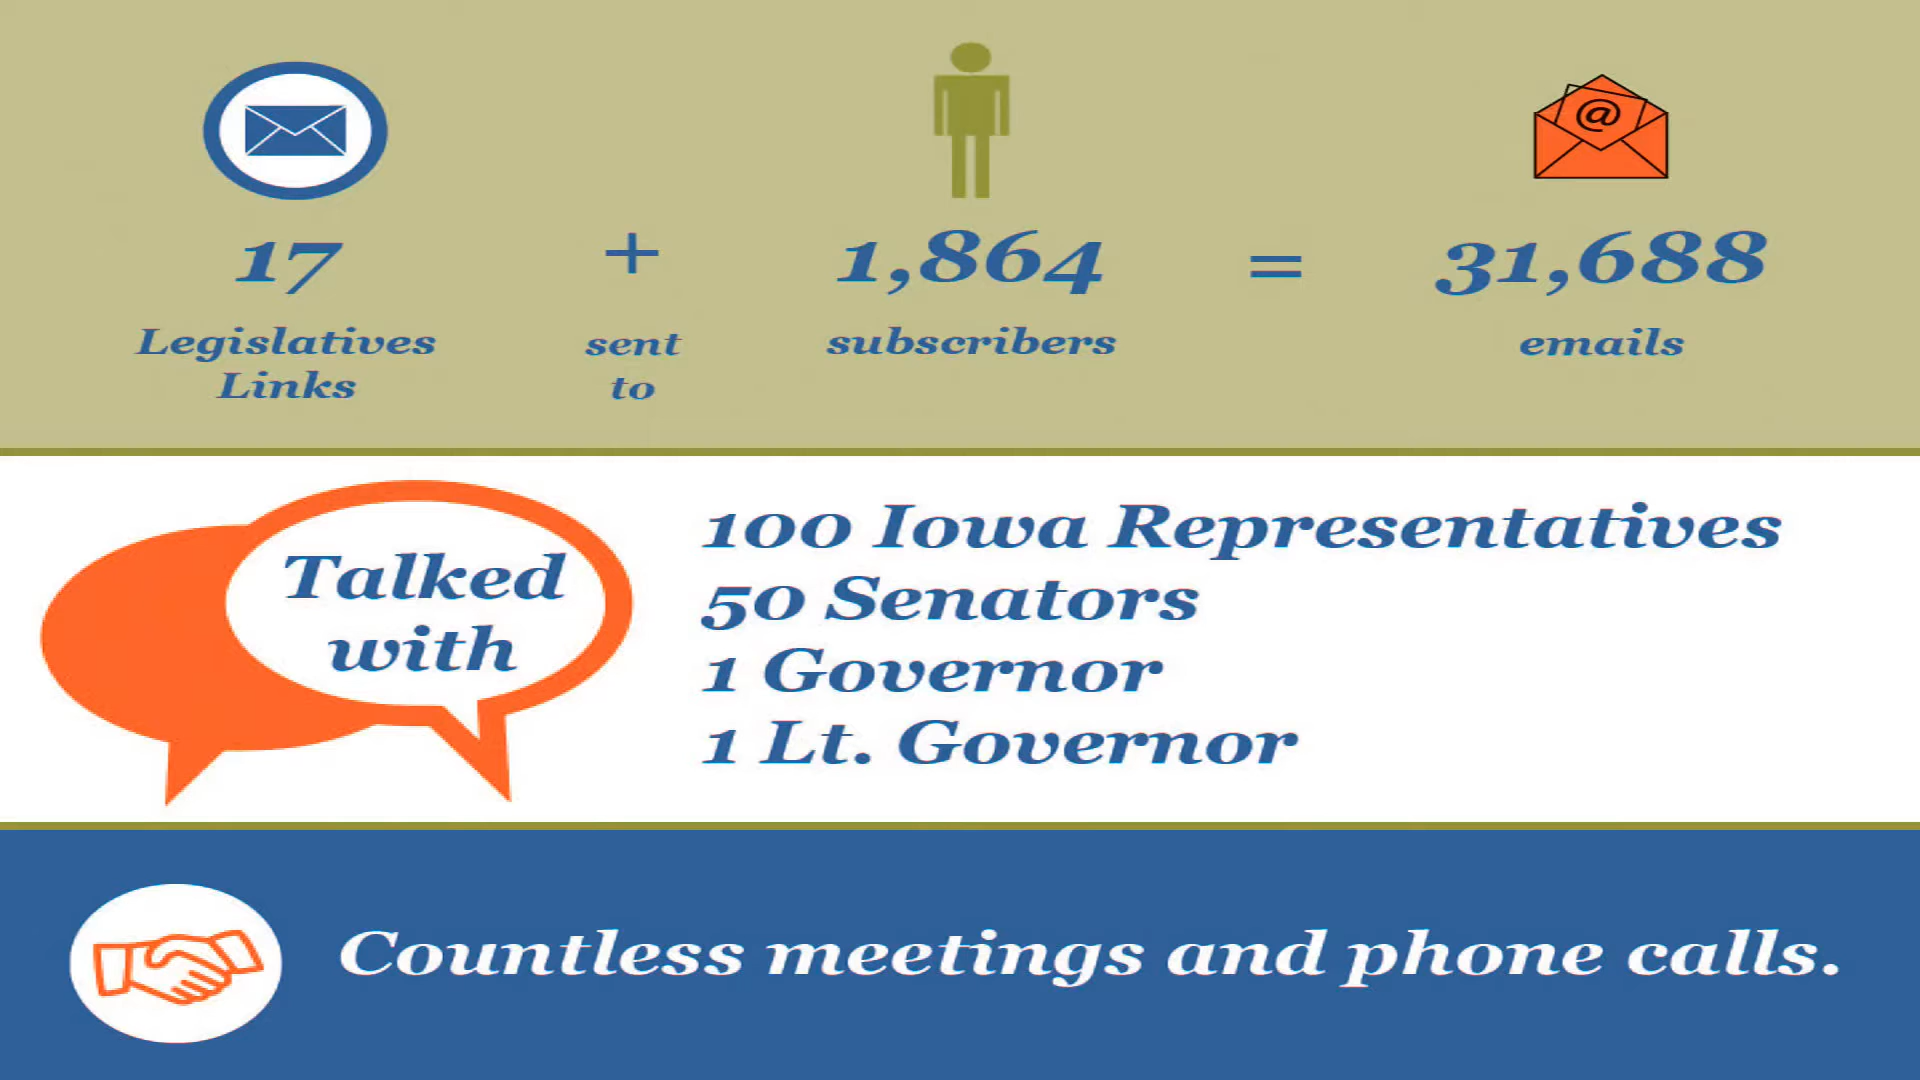 @
17 + 1,864 = 31,688
Legislatives sent subscribers emails
Links to
Talked
with
100 Iowa Representatives
50 Senators
1 Governor
1 Lt. Governor
Countless meetings and phone calls.